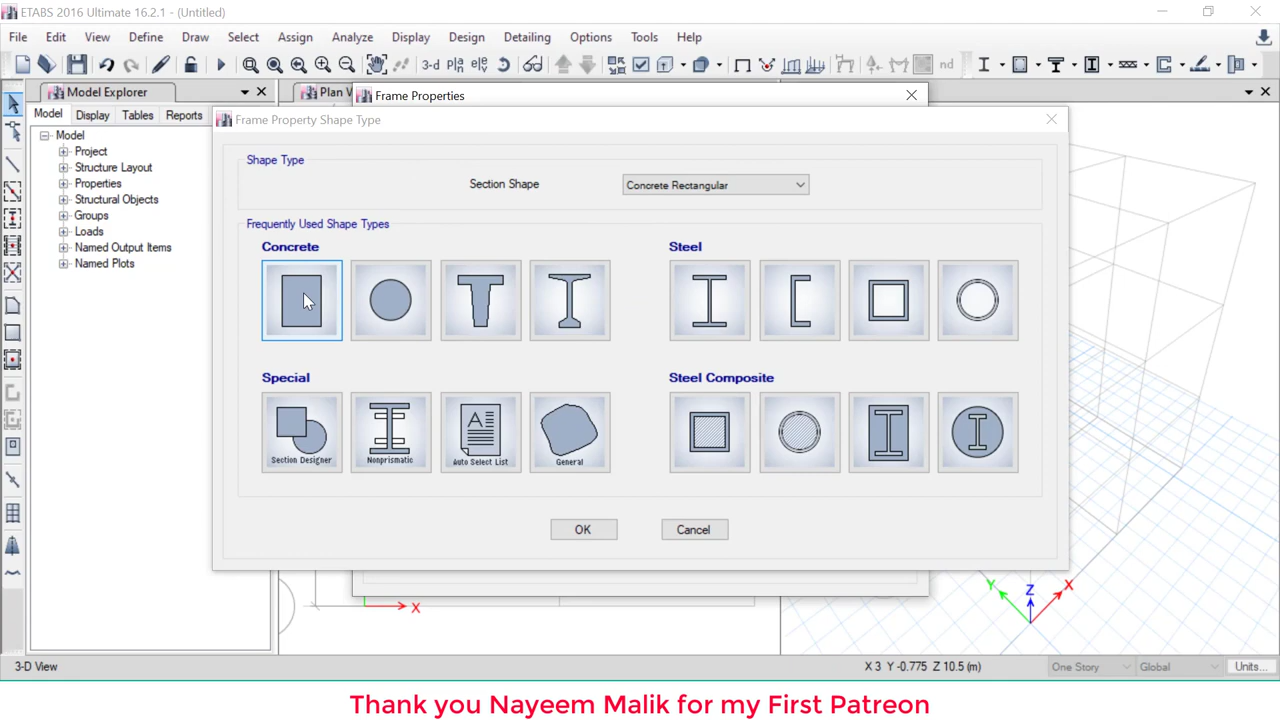 ETABS 2016 Ultimate 16.2.1 - (Untitled)
File Edit View Define Draw Select Assign Analyze Display Design Detailing Options Tools Help
3-d nd
Model Explorer
Plan V
Frame Properties
Model Display Tables Reports
Frame Property Shape Type
Model
Project
Structure Layout
Properties
Structural Objects
Groups
Loads
Named Output Items
Named Plots
Shape Type
Section Shape Concrete Rectangular
Frequently Used Shape Types
Concrete
Steel
Special
Steel Composite
Section Designer
Nonprismatic
A
Auto Select List
General
OK Cancel
X
Y Z X
3-D View X 3 Y -0.775 Z 10.5 (m) One Story Global Units...
Thank you Nayeem Malik for my First Patreon